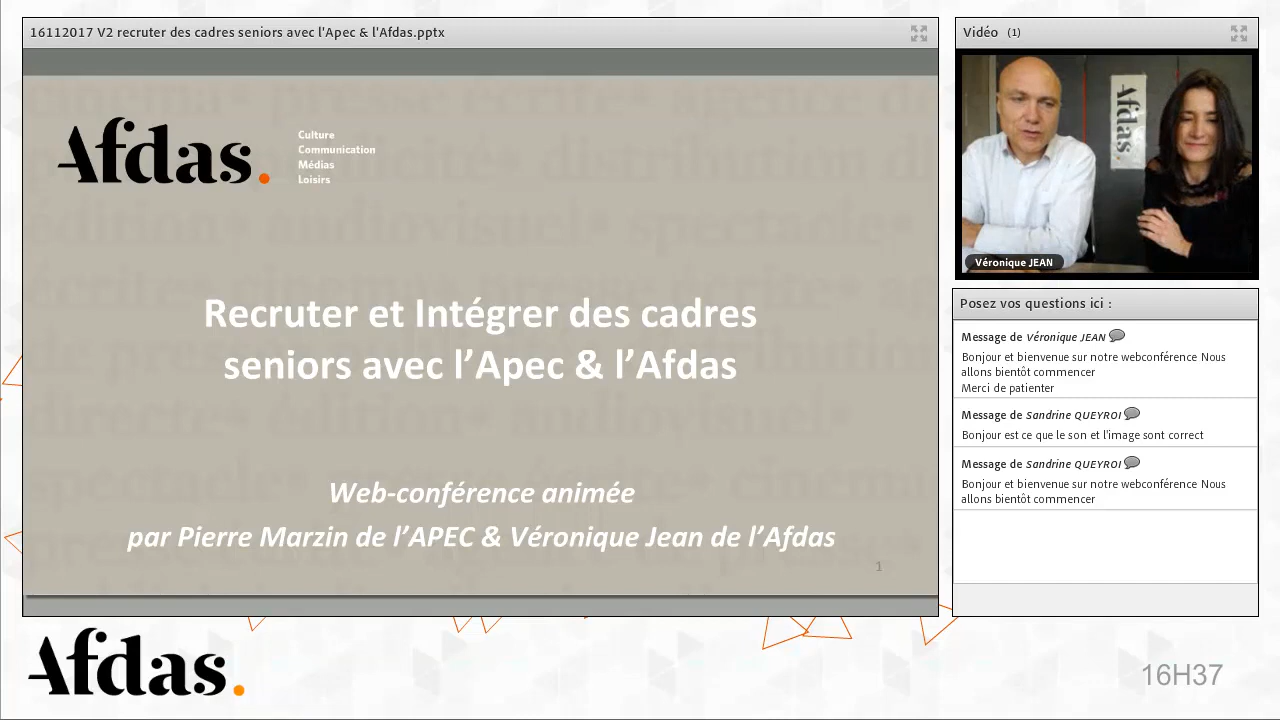 16112017 V2 recruter des cadres seniors avec l'Apec & l'Afdas.pptx
Afdas.
Culture
Communication
Médias
Loisirs
Recruter et Intégrer des cadres
seniors avec l’Apec & l’Afdas
Web-conférence animée
par Pierre Marzin de l’APEC & Véronique Jean de l’Afdas
1
Vidéo (1)
Afdas.
Véronique JEAN
Posez vos questions ici :
Message de Véronique JEAN
Bonjour et bienvenue sur notre webconférence Nous
allons bientôt commencer
Merci de patienter
Message de Sandrine QUEYROI
Bonjour est ce que le son et l'image sont correct
Message de Sandrine QUEYROI
Bonjour et bienvenue sur notre webconférence Nous
allons bientôt commencer
Afdas.
16H37